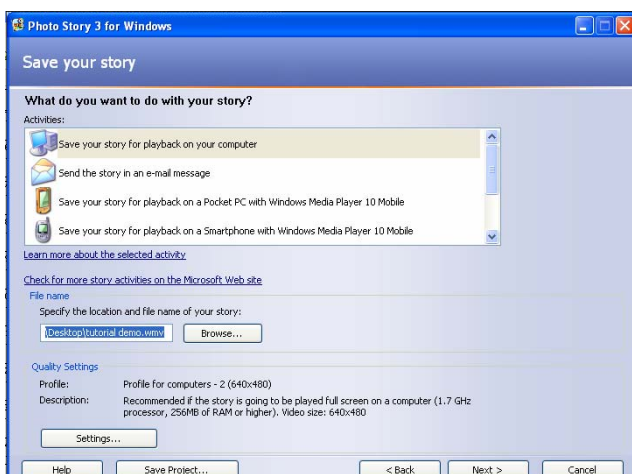 Photo Story 3 for Windows
Save your story
What do you want to do with your story?
Activities:
Save your story for playback on your computer
Send the story in an e-mail message
Save your story for playback on a Pocket PC with Windows Media Player 10 Mobile
Save your story for playback on a Smartphone with Windows Media Player 10 Mobile
Learn more about the selected activity
Check for more story activities on the Microsoft Web site
File name
Specify the location and file name of your story:
\Desktop\tutorial demo.wmv Browse...
Quality Settings
Profile: Profile for computers - 2 (640x480)
Description: Recommended if the story is going to be played full screen on a computer (1.7 GHz
processor, 256MB of RAM or higher). Video size: 640x480
Settings...
Help Save Project... < Back Next > Cancel